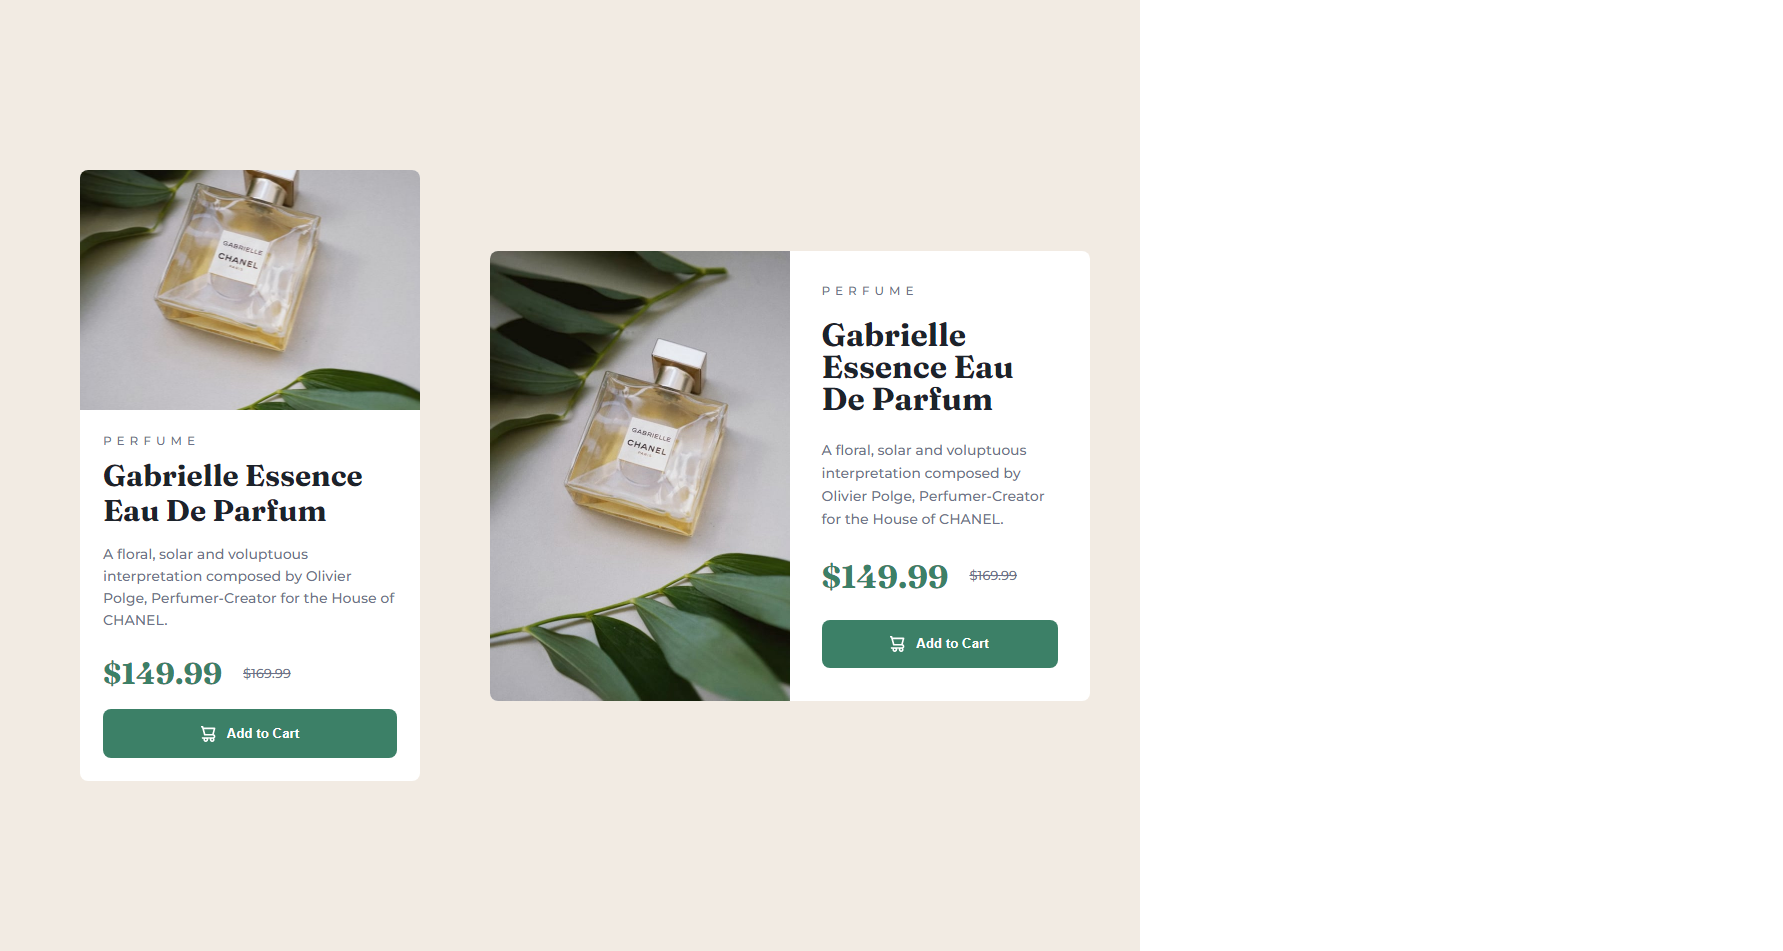 GABRIELLE
CHANEL
PARIS
PERFUME
Gabrielle Essence
Eau De Parfum
A floral, solar and voluptuous
interpretation composed by Olivier
Polge, Perfumer-Creator for the House of
CHANEL.
$149.99 $169.99
Add to Cart
GABRIELLE
CHANEL
PARIS
PERFUME
Gabrielle
Essence Eau
De Parfum
A floral, solar and voluptuous
interpretation composed by
Olivier Polge, Perfumer-Creator
for the House of CHANEL.
$149.99 $169.99
Add to Cart